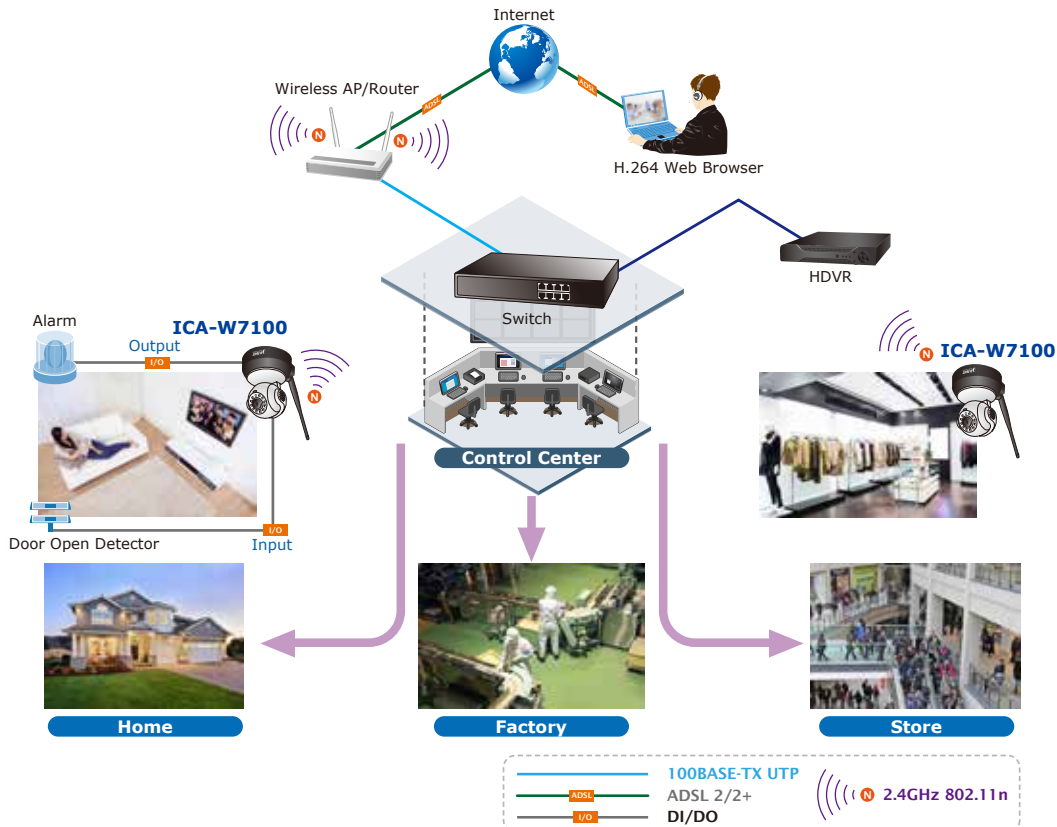 Internet
Wireless AP/Router
ADSL
ADSL
N
N
H.264 Web Browser
HDVR
Switch
Alarm
ICA-W7100
Output
I/O
N
N
ICA-W7100
Control Center
I/O
Door Open Detector
Input
Home
Factory
Store
100BASE-TX UTP
ADSL
ADSL 2/2+
N
2.4GHz 802.11n
I/O
DI/DO